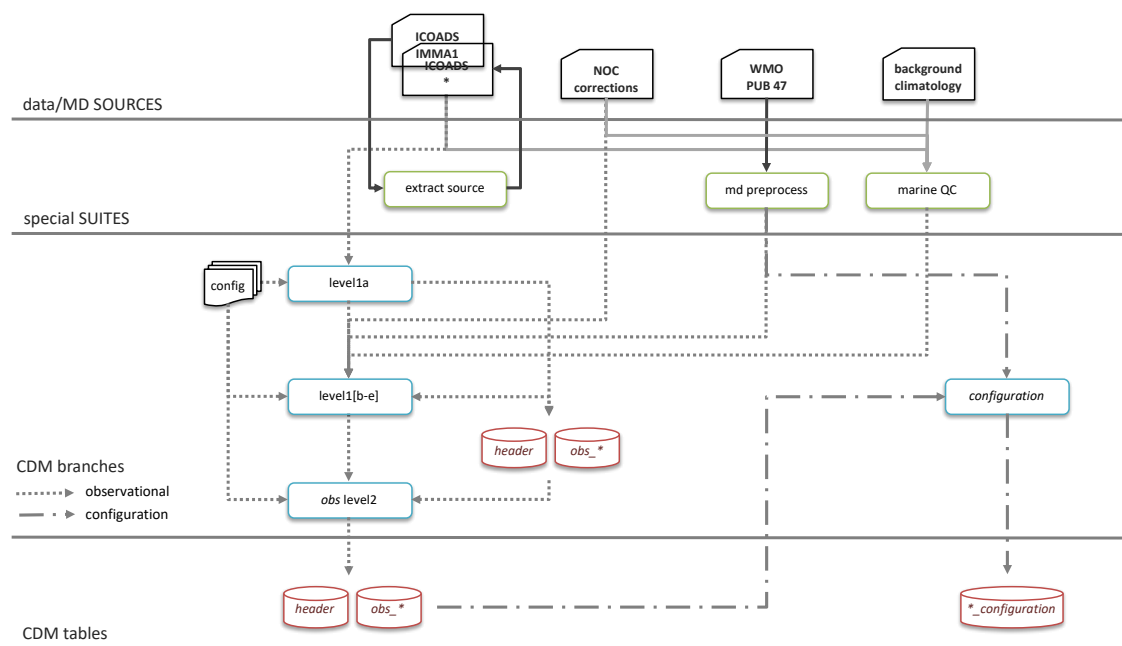 ICOADS
IMMA1
ICOADS
*
NOC
corrections
WMO
PUB 47
background
climatology
data/MD SOURCES
extract source
md preprocess
marine QC
special SUITES
config
level1a
level1[b-e]
configuration
header
obs_*
CDM branches
observational
configuration
obs level2
header
obs_*
*_configuration
CDM tables